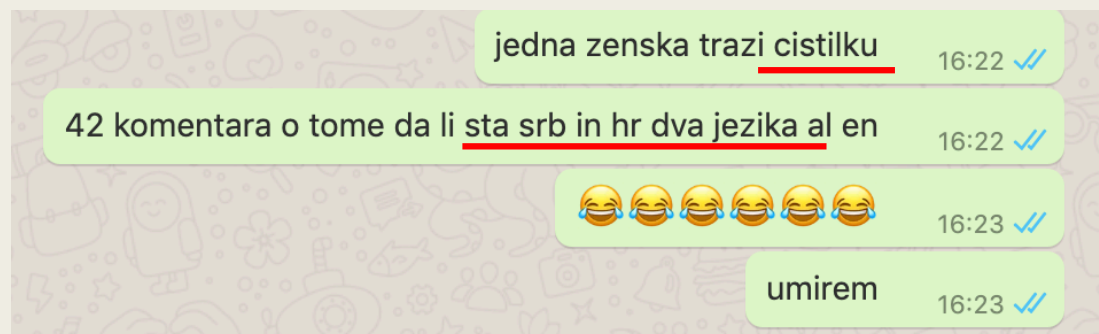 jedna zenska trazi cistilku 16:22
42 komentara o tome da li sta srb in hr dva jezika al en 16:22
😂😂😂😂😂😂 16:23
umirem 16:23